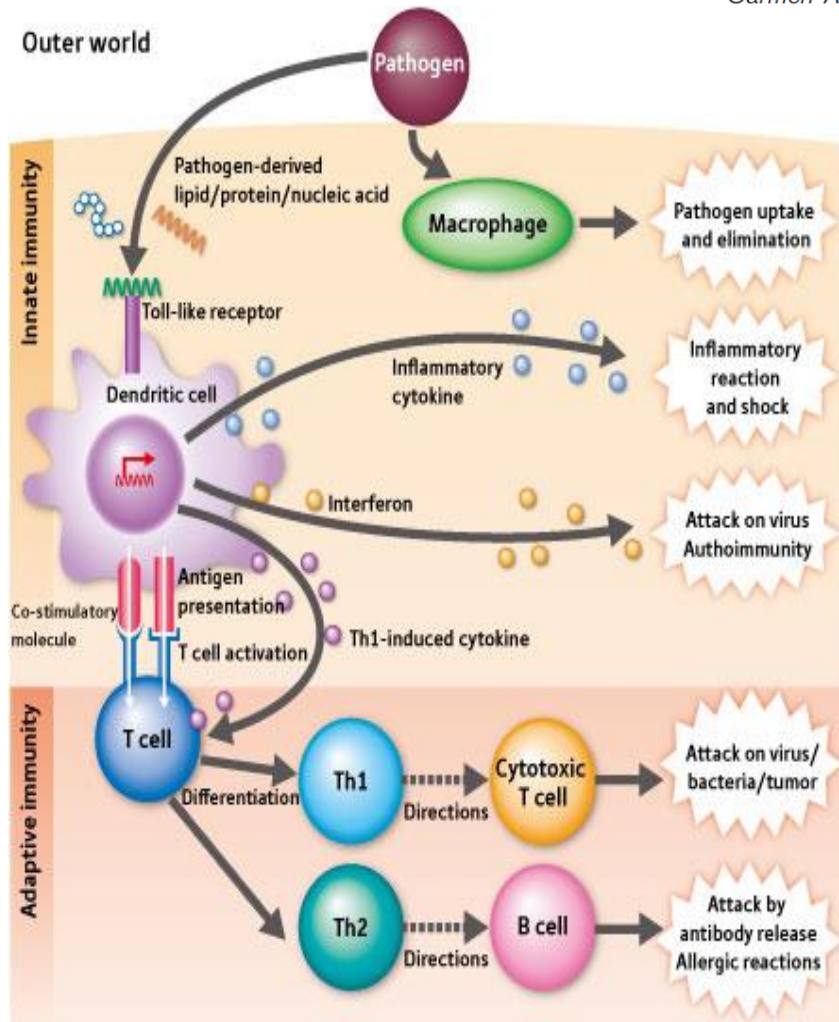 Outer world
Pathogen
Innate immunity
Pathogen-derived
lipid/protein/nucleic acid
Macrophage
Pathogen uptake
and elimination
Toll-like receptor
Dendritic cell
Inflammatory
cytokine
Inflammatory
reaction
and shock
Interferon
Attack on virus
Authoimmunity
Co-stimulatory
molecule
Antigen
presentation
T cell activation
Th1-induced cytokine
Adaptive immunity
T cell
Differentiation
Th1
Directions
Cytotoxic
T cell
Attack on virus/
bacteria/tumor
Th2
Directions
B cell
Attack by
antibody release
Allergic reactions